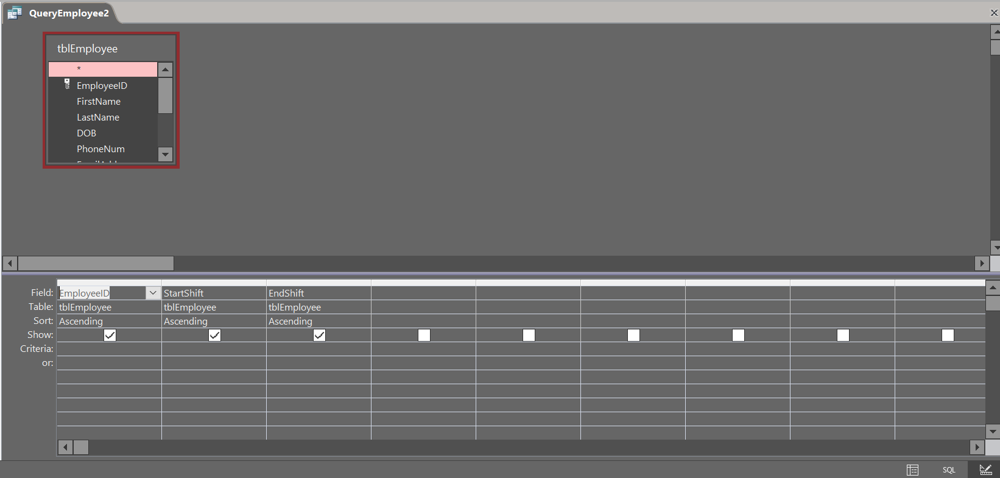 QueryEmployee2
tblEmployee
*
EmployeeID
FirstName
LastName
DOB
PhoneNum
Field: EmployeeID StartShift EndShift
Table: tblEmployee tblEmployee tblEmployee
Sort: Ascending Ascending Ascending
Show:
Criteria:
or:
SQL